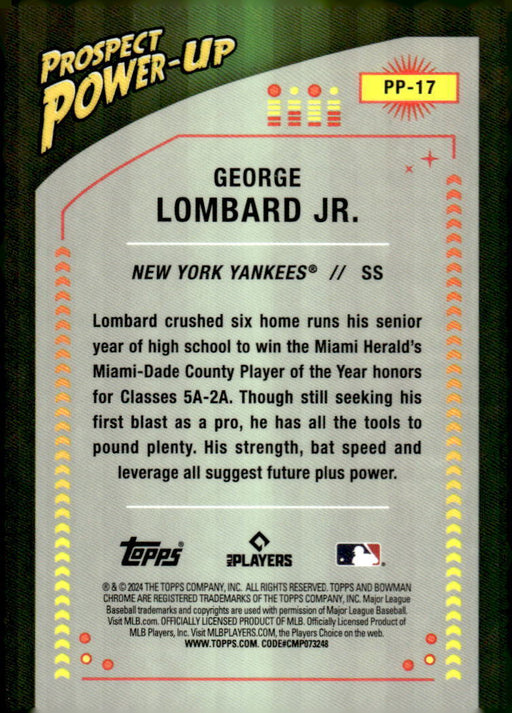 PROSPECT
POWER-UP
PP-17
GEORGE
LOMBARD JR.
NEW YORK YANKEES® // SS
Lombard crushed six home runs his senior
year of high school to win the Miami Herald's
Miami-Dade County Player of the Year honors
for Classes 5A-2A. Though still seeking his
first blast as a pro, he has all the tools to
pound plenty. His strength, bat speed and
leverage all suggest future plus power.
topps®
MLB PLAYERS
® & © 2024 THE TOPPS COMPANY, INC. ALL RIGHTS RESERVED. TOPPS AND BOWMAN
CHROME ARE REGISTERED TRADEMARKS OF THE TOPPS COMPANY, INC. Major League
Baseball trademarks and copyrights are used with permission of Major League Baseball.
Visit MLB.com. OFFICIALLY LICENSED PRODUCT OF MLB. Officially Licensed Product of
MLB Players, Inc. Visit MLBPLAYERS.COM, the Players Choice on the web.
WWW.TOPPS.COM. CODE#CMP073248